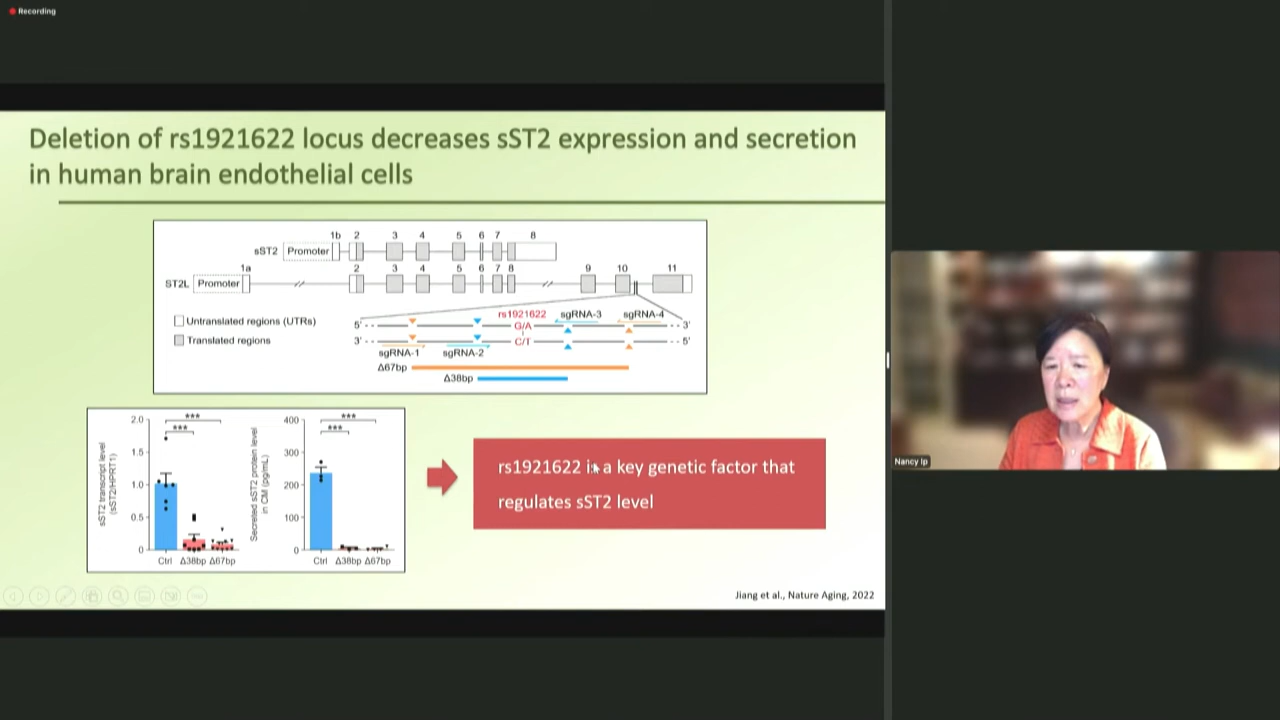 Recording
Deletion of rs1921622 locus decreases sST2 expression and secretion
in human brain endothelial cells
1b 2 3 4 5 6 7 8
sST2 Promoter
1a 2 3 4 5 6 7 8 9 10 11
ST2L Promoter
Untranslated regions (UTRs)
Translated regions
rs1921622 sgRNA-3 sgRNA-4
5' G/A 3'
3' C/T 5'
sgRNA-1 sgRNA-2
Δ67bp
Δ38bp
sST2 transcript level
(sST2/HPRT1)
2.0
1.5
1.0
0.5
0
***
***
Ctrl Δ38bp Δ67bp
Secreted sST2 protein level
in CM (pg/mL)
400
300
200
100
0
***
***
Ctrl Δ38bp Δ67bp
rs1921622 is a key genetic factor that
regulates sST2 level
Jiang et al., Nature Aging, 2022
Nancy Ip